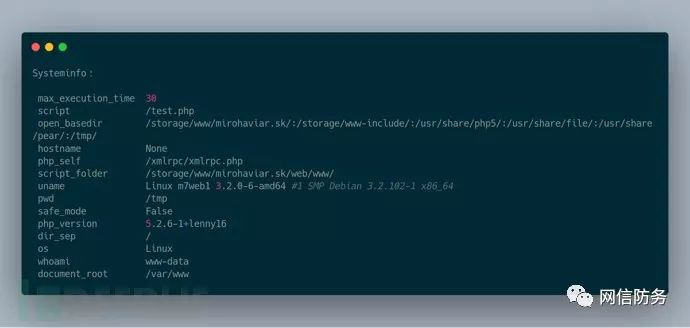 Systeminfo :
max_execution_time 30
script /test.php
open_basedir /storage/www/mirohaviar.sk/:/storage/www-include/:/usr/share/php5/:/usr/share/file/:/usr/share
/pear/:/tmp/
hostname None
php_self /xmlrpc/xmlrpc.php
script_folder /storage/www/mirohaviar.sk/web/www/
uname Linux m7web1 3.2.0-6-amd64 #1 SMP Debian 3.2.102-1 x86_64
pwd /tmp
safe_mode False
php_version 5.2.6-1+lenny16
dir_sep /
os Linux
whoami www-data
document_root /var/www
网信防务